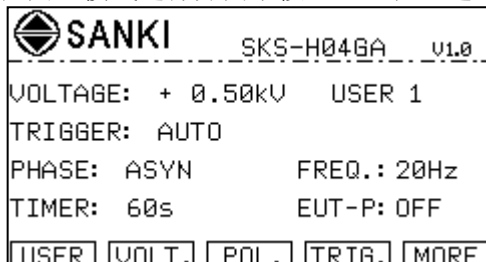 SANKI SKS-H04GA V1.0
VOLTAGE: + 0.50kV USER 1
TRIGGER: AUTO
PHASE: ASYN FREQ.: 20Hz
TIMER: 60s EUT-P: OFF
USER VOLT. POL. TRIG. MORE